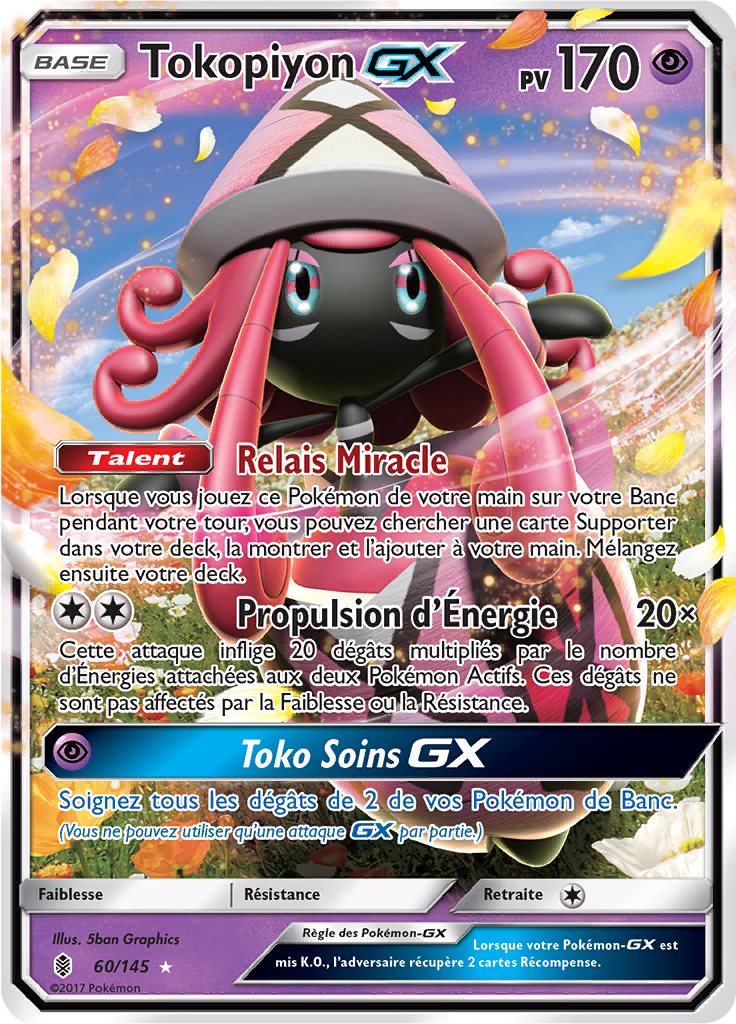 BASE Tokopiyon GX PV 170
Talent Relais Miracle
Lorsque vous jouez ce Pokémon de votre main sur votre Banc
pendant votre tour, vous pouvez chercher une carte Supporter
dans votre deck, la montrer et l'ajouter à votre main. Mélangez
ensuite votre deck.
Propulsion d'Énergie 20×
Cette attaque inflige 20 dégâts multipliés par le nombre
d'Énergies attachées aux deux Pokémon Actifs. Ces dégâts ne
sont pas affectés par la Faiblesse ou la Résistance.
Toko Soins GX
Soignez tous les dégâts de 2 de vos Pokémon de Banc.
(Vous ne pouvez utiliser qu'une attaque GX par partie.)
Faiblesse Résistance Retraite
Illus. 5ban Graphics
60/145
©2017 Pokémon
Règle des Pokémon-GX
Lorsque votre Pokémon-GX est
mis K.O., l'adversaire récupère 2 cartes Récompense.